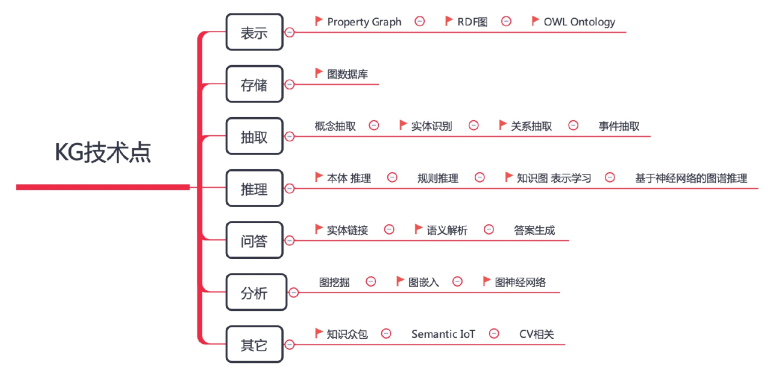 KG技术点
表示
Property Graph
RDF图
OWL Ontology
存储
图数据库
抽取
概念抽取
实体识别
关系抽取
事件抽取
推理
本体 推理
规则推理
知识图 表示学习
基于神经网络的图谱推理
问答
实体链接
语义解析
答案生成
分析
图挖掘
图嵌入
图神经网络
其它
知识众包
Semantic IoT
CV相关